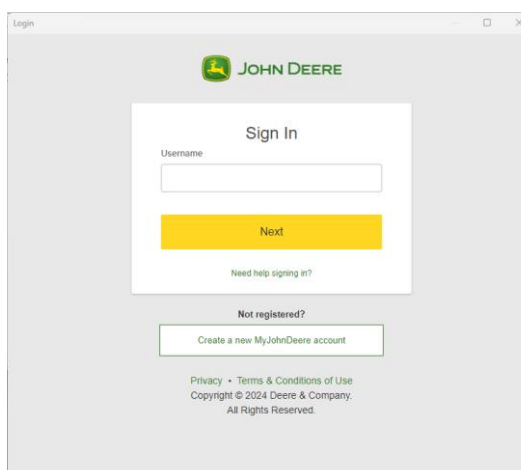 Login
JOHN DEERE
Sign In
Username
Next
Need help signing in?
Not registered?
Create a new MyJohnDeere account
Privacy • Terms & Conditions of Use
Copyright © 2024 Deere & Company.
All Rights Reserved.